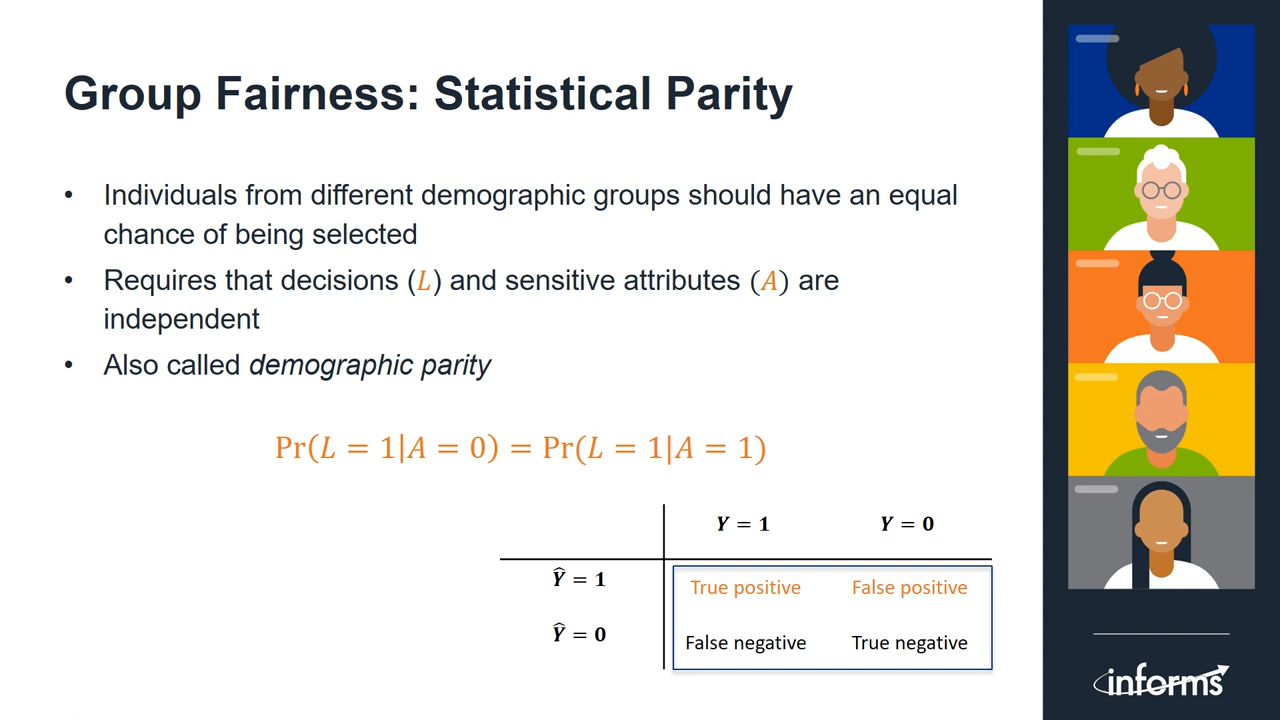 Group Fairness: Statistical Parity
• Individuals from different demographic groups should have an equal
chance of being selected
• Requires that decisions (L) and sensitive attributes (A) are
independent
• Also called demographic parity
Pr(L = 1|A = 0) = Pr(L = 1|A = 1)
Y = 1 Y = 0
Ŷ = 1 True positive False positive
Ŷ = 0 False negative True negative
informs